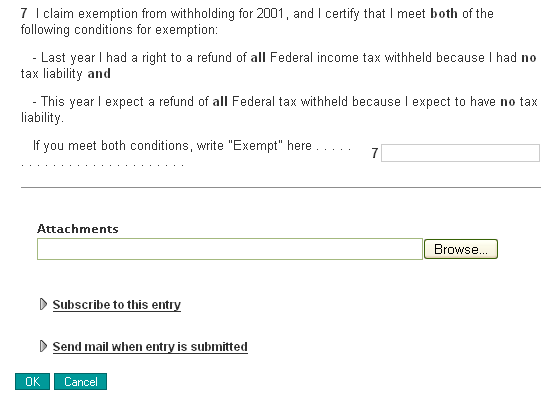 7 I claim exemption from withholding for 2001, and I certify that I meet both of the
following conditions for exemption:
- Last year I had a right to a refund of all Federal income tax withheld because I had no
tax liability and
- This year I expect a refund of all Federal tax withheld because I expect to have no tax
liability.
If you meet both conditions, write "Exempt" here . . . . .
. . . . . . . . . . . . . . . . . . . . . . 7
Attachments
Browse...
Subscribe to this entry
Send mail when entry is submitted
OK Cancel